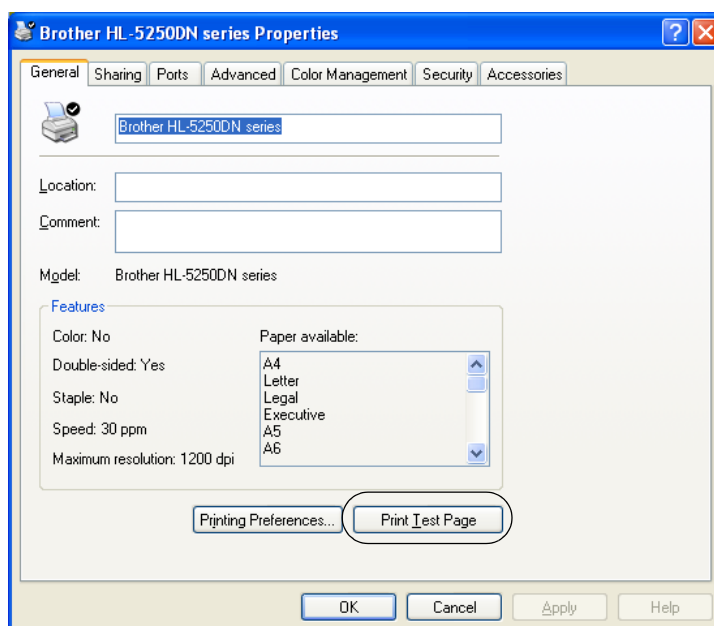 Brother HL-5250DN series Properties
?
General Sharing Ports Advanced Color Management Security Accessories
Brother HL-5250DN series
Location:
Comment:
Model: Brother HL-5250DN series
Features
Color: No Paper available:
Double-sided: Yes
Staple: No
Speed: 30 ppm
Maximum resolution: 1200 dpi
A4
Letter
Legal
Executive
A5
A6
Printing Preferences... Print Test Page
OK Cancel Apply Help